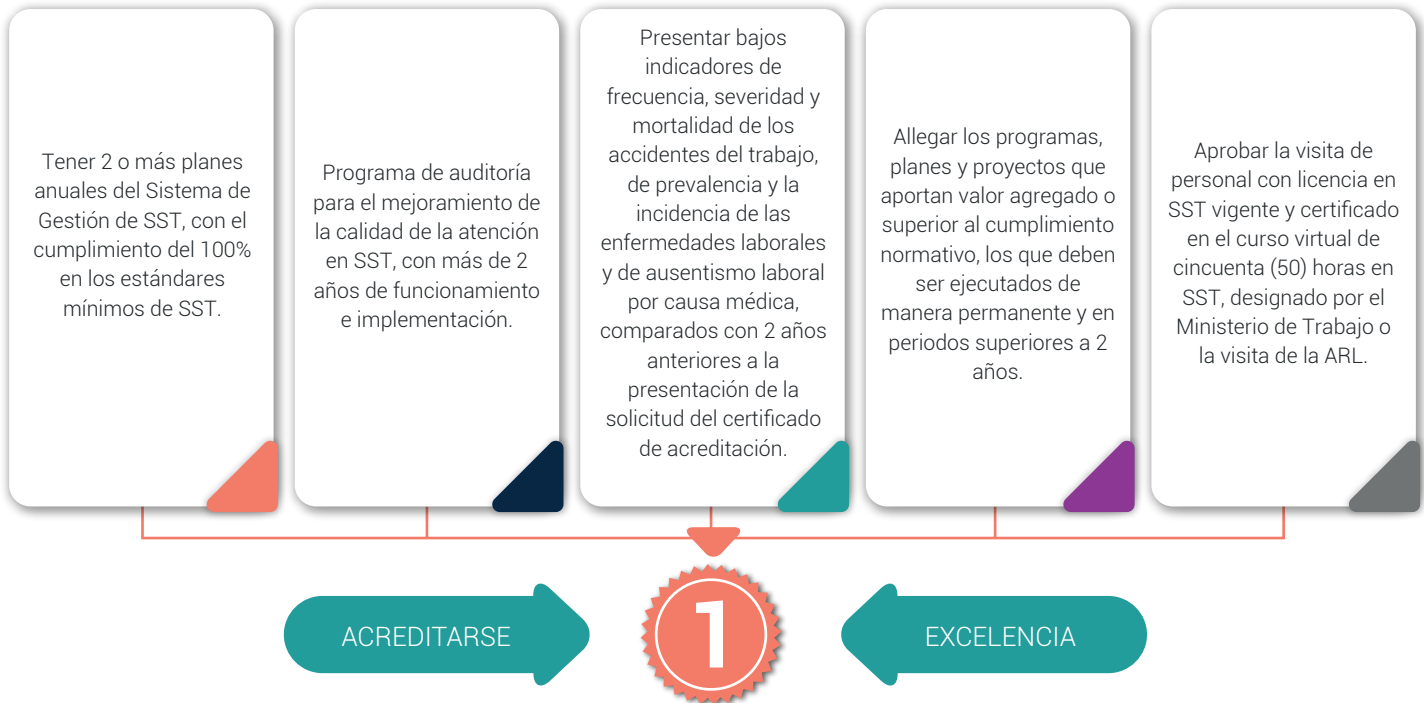 Tener 2 o más planes
anuales del Sistema de
Gestión de SST, con el
cumplimiento del 100%
en los estándares
mínimos de SST.
Programa de auditoría
para el mejoramiento de
la calidad de la atención
en SST, con más de 2
años de funcionamiento
e implementación.
Presentar bajos
indicadores de
frecuencia, severidad y
mortalidad de los
accidentes del trabajo,
de prevalencia y la
incidencia de las
enfermedades laborales
y de ausentismo laboral
por causa médica,
comparados con 2 años
anteriores a la
presentación de la
solicitud del certificado
de acreditación.
Allegar los programas,
planes y proyectos que
aportan valor agregado o
superior al cumplimiento
normativo, los que deben
ser ejecutados de
manera permanente y en
periodos superiores a 2
años.
Aprobar la visita de
personal con licencia en
SST vigente y certificado
en el curso virtual de
cincuenta (50) horas en
SST, designado por el
Ministerio de Trabajo o
la visita de la ARL.
ACREDITARSE
1
EXCELENCIA